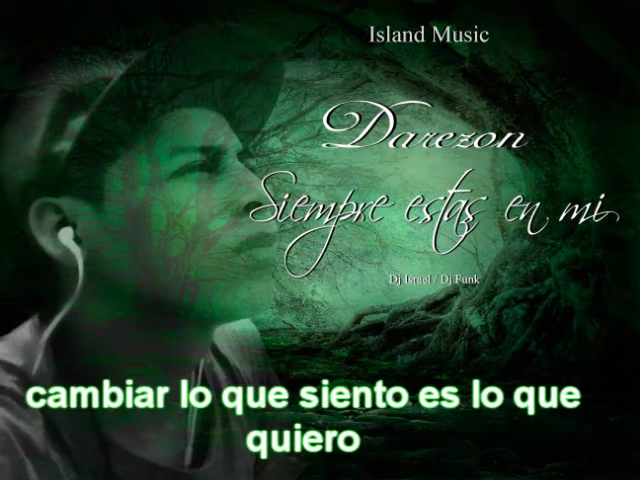 Island Music
Darezon
Siempre estas en mi
Dj Israel / Dj Funk
cambiar lo que siento es lo que
quiero